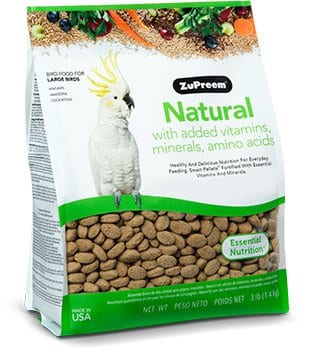 BIRD FOOD FOR
LARGE BIRDS
MACAWS
AMAZONS
COCKATOOS
ZuPreem®
Natural
with added vitamins,
minerals, amino acids
Healthy And Delicious Nutrition For Everyday
Feeding. Smart Pellets™ Fortified With Essential
Vitamins And Minerals.
Essential
Nutrition™
MADE IN
USA
NET WT PESO NETO POIDS NET 3 lb (1.4 kg)